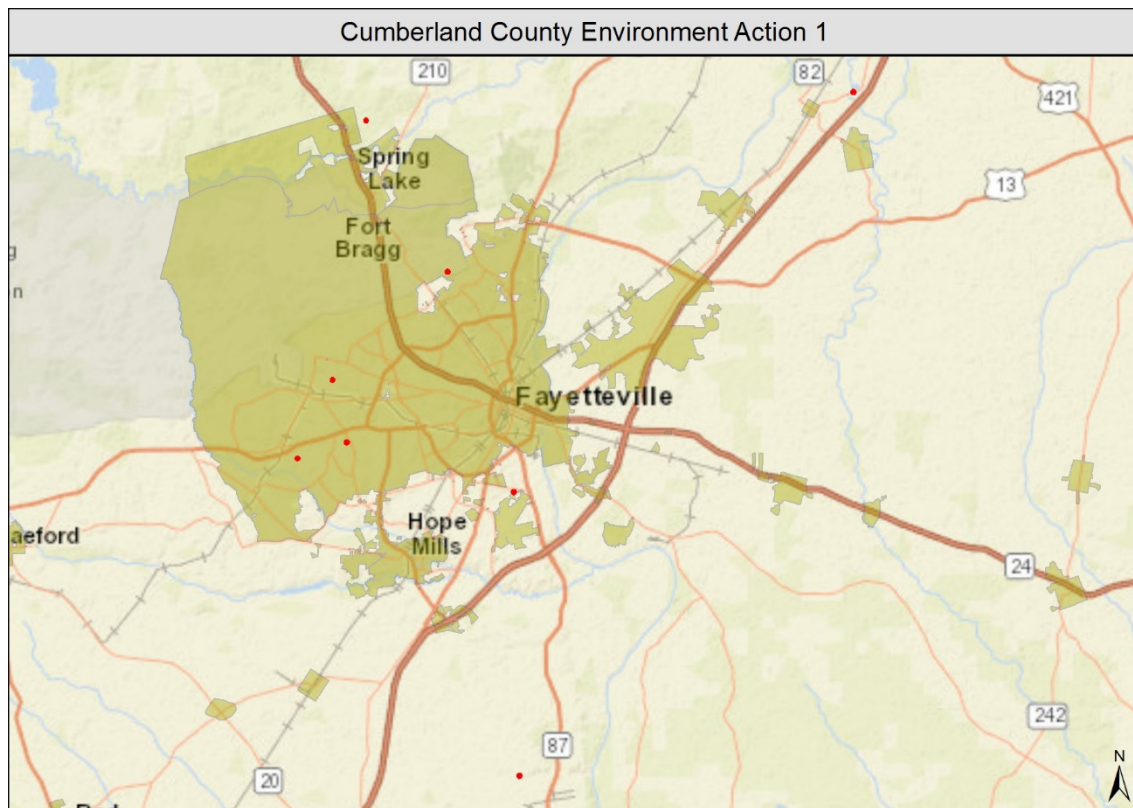 Cumberland County Environment Action 1
210
82
421
13
Spring
Lake
Fort
Bragg
g
n
Fayetteville
Hope
Mills
aeford
24
242
87
20
N